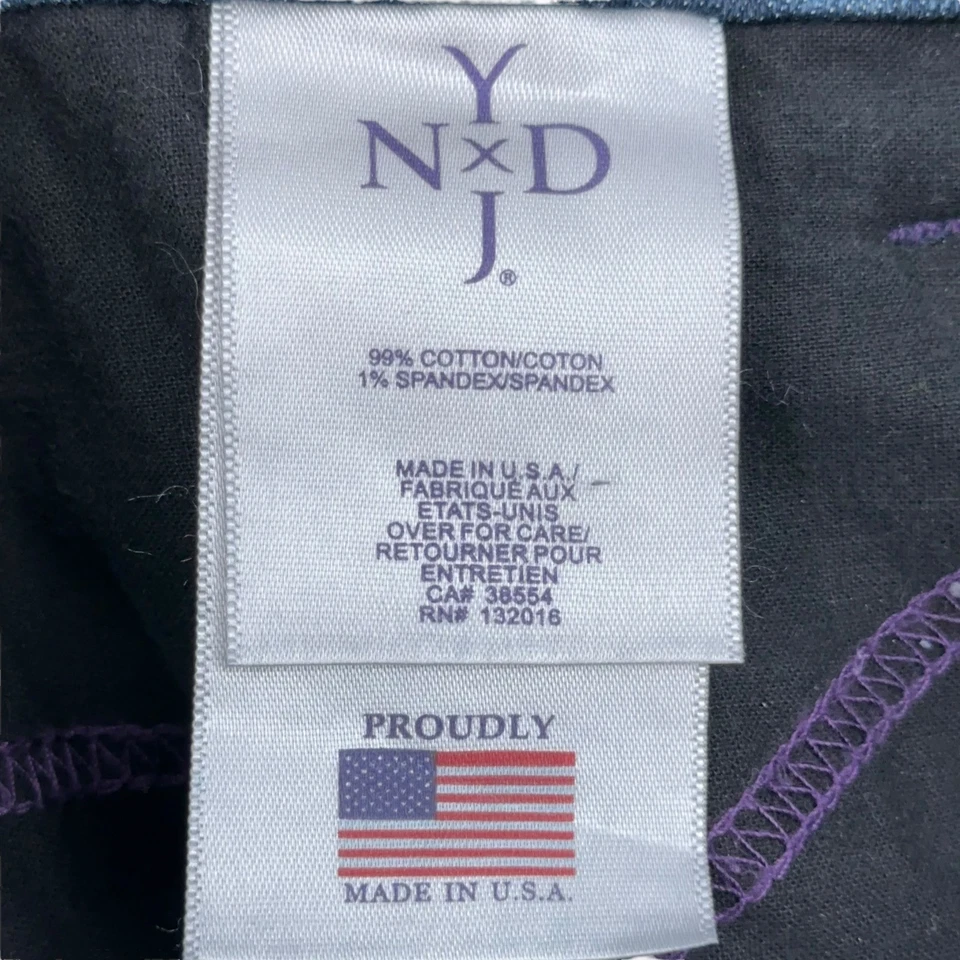 Y
N x D
J®
99% COTTON/COTON
1% SPANDEX/SPANDEX
MADE IN U.S.A./
FABRIQUE AUX
ETATS-UNIS
OVER FOR CARE/
RETOURNER POUR
ENTRETIEN
CA# 38554
RN# 132016
PROUDLY
MADE IN U.S.A.